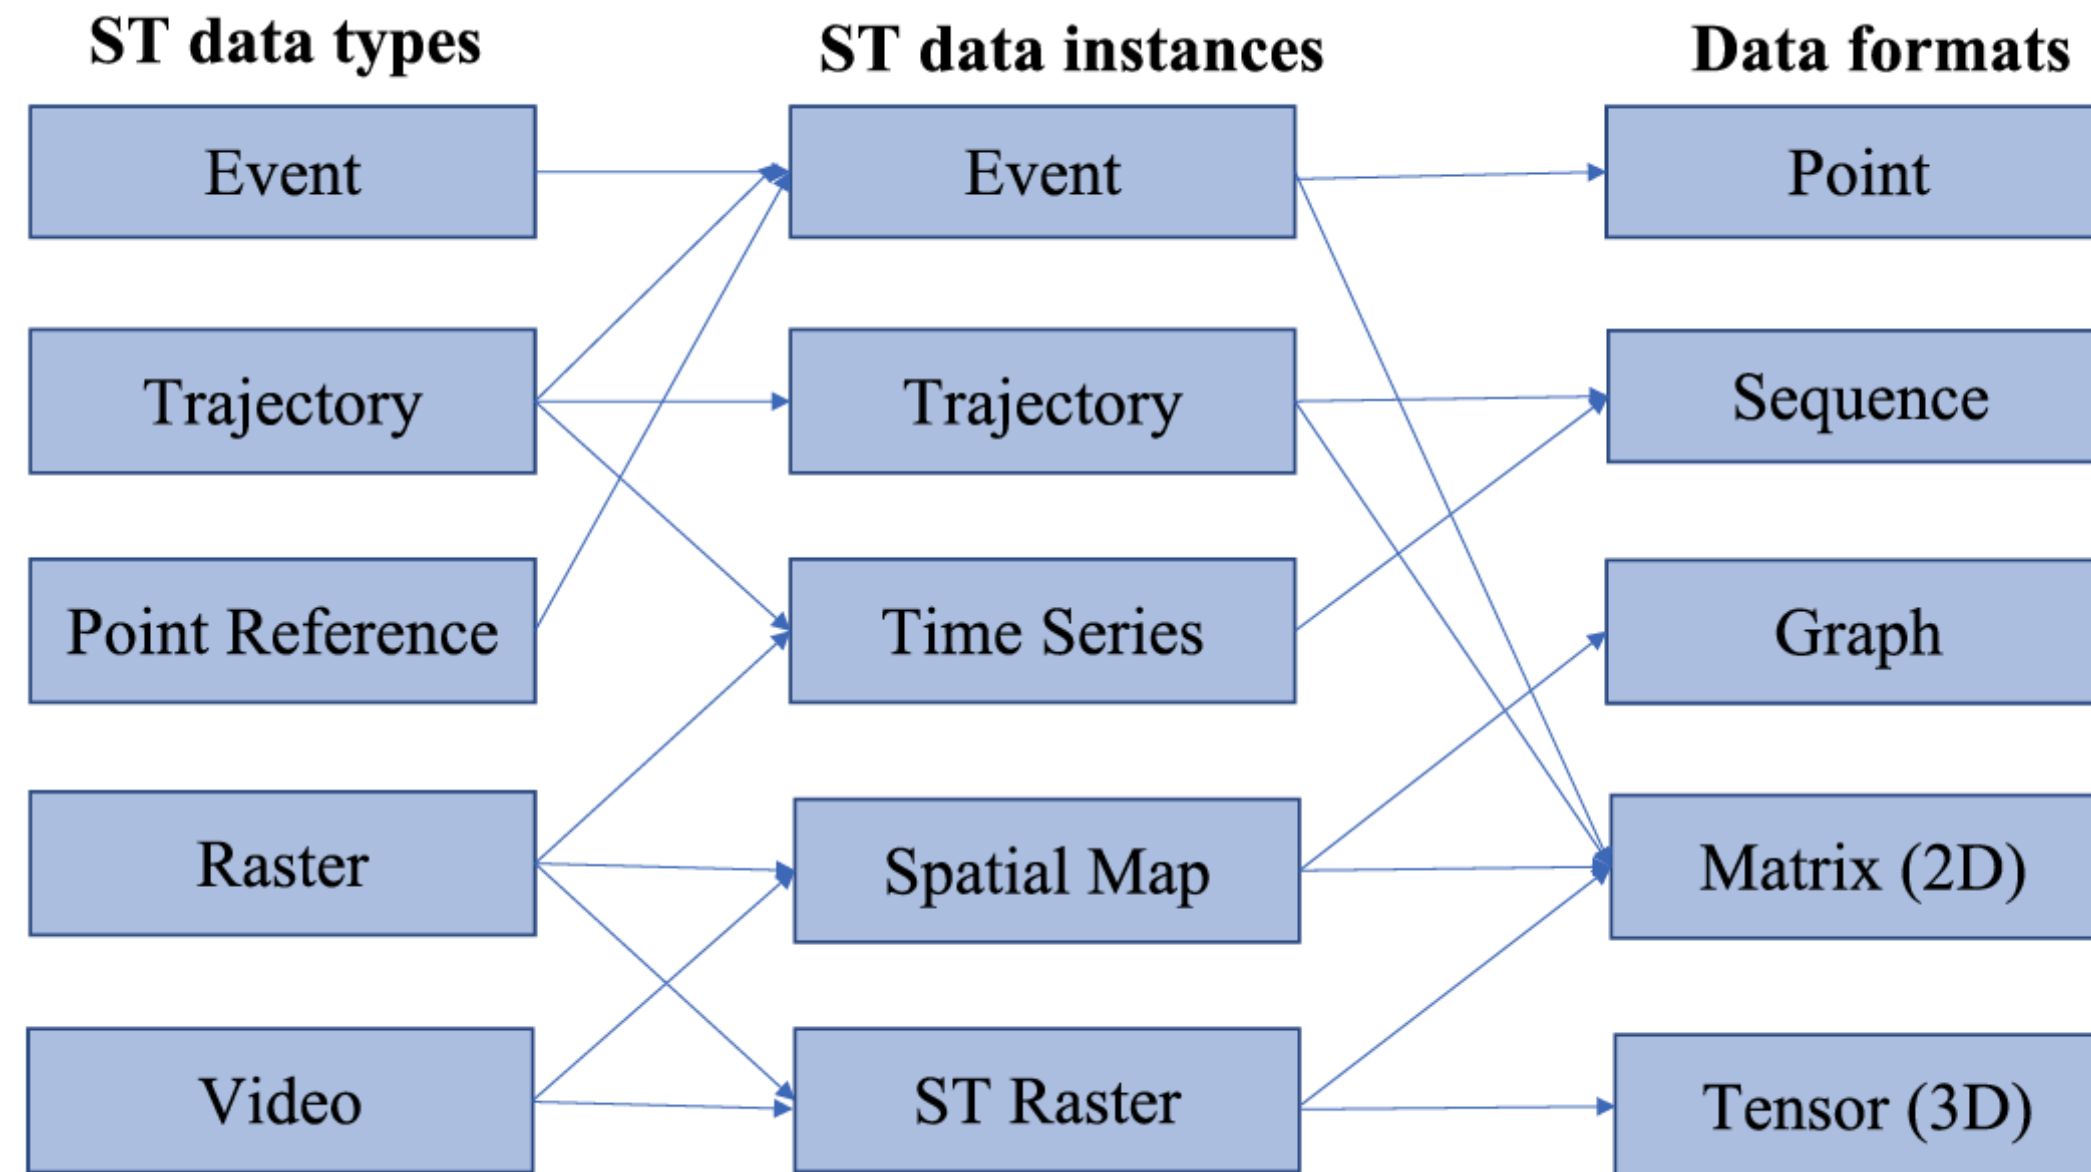 ST data types
ST data instances
Data formats
Event
Event
Point
Trajectory
Trajectory
Sequence
Point Reference
Time Series
Graph
Raster
Spatial Map
Matrix (2D)
Video
ST Raster
Tensor (3D)